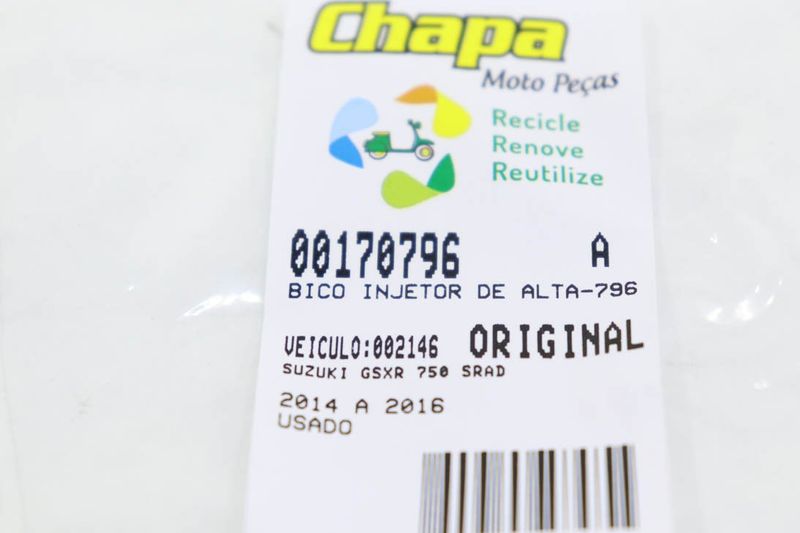 Chapa
Moto Peças
Recicle
Renove
Reutilize
00170796 A
BICO INJETOR DE ALTA-796
VEICULO:002146 ORIGINAL
SUZUKI GSXR 750 SRAD
2014 A 2016
USADO